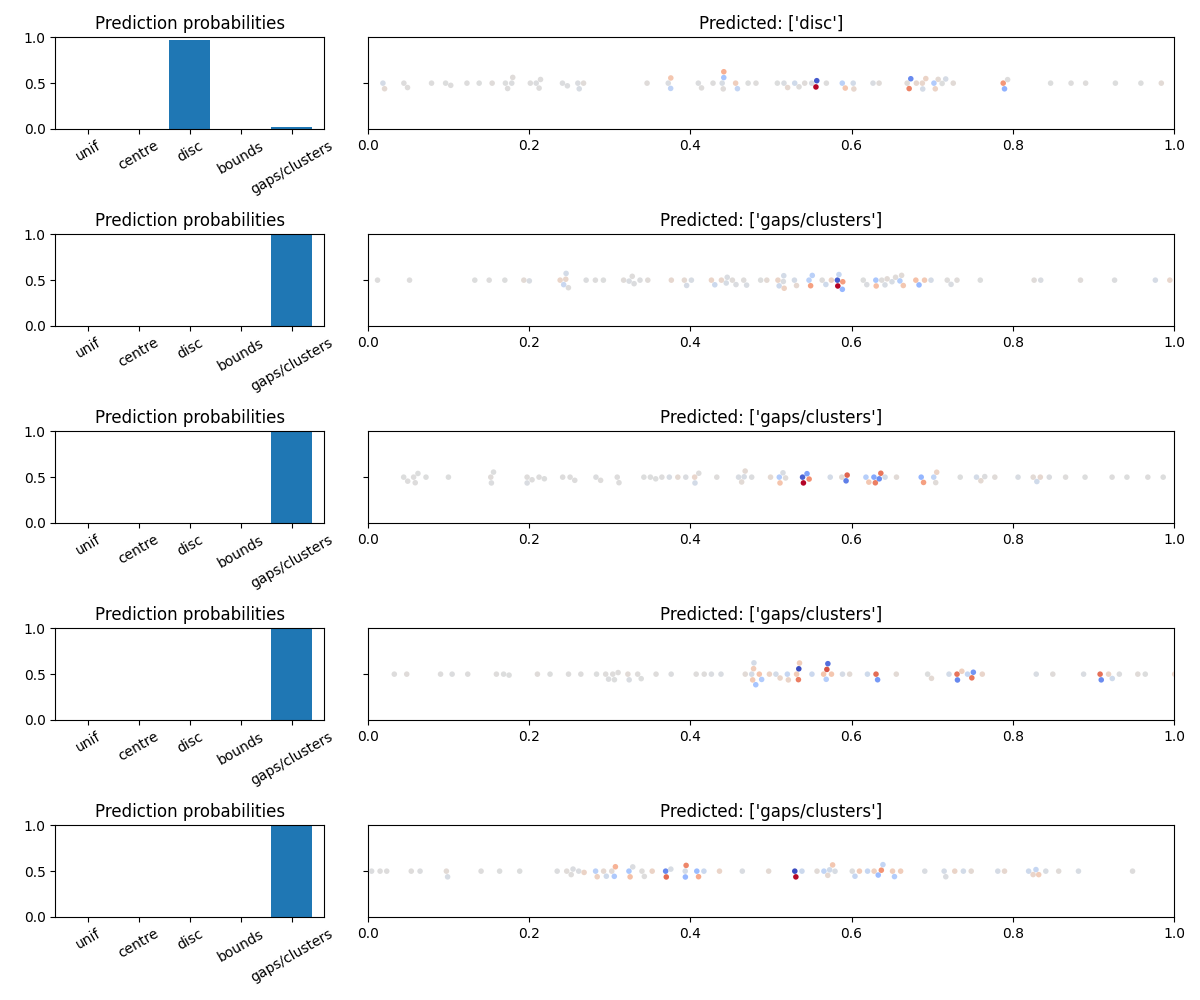 Prediction probabilities
Predicted: ['disc']
1.0
0.5
0.0
unif
centre
disc
bounds
gaps/clusters
0.0 0.2 0.4 0.6 0.8 1.0
Prediction probabilities
Predicted: ['gaps/clusters']
1.0
0.5
0.0
unif
centre
disc
bounds
gaps/clusters
0.0 0.2 0.4 0.6 0.8 1.0
Prediction probabilities
Predicted: ['gaps/clusters']
1.0
0.5
0.0
unif
centre
disc
bounds
gaps/clusters
0.0 0.2 0.4 0.6 0.8 1.0
Prediction probabilities
Predicted: ['gaps/clusters']
1.0
0.5
0.0
unif
centre
disc
bounds
gaps/clusters
0.0 0.2 0.4 0.6 0.8 1.0
Prediction probabilities
Predicted: ['gaps/clusters']
1.0
0.5
0.0
unif
centre
disc
bounds
gaps/clusters
0.0 0.2 0.4 0.6 0.8 1.0